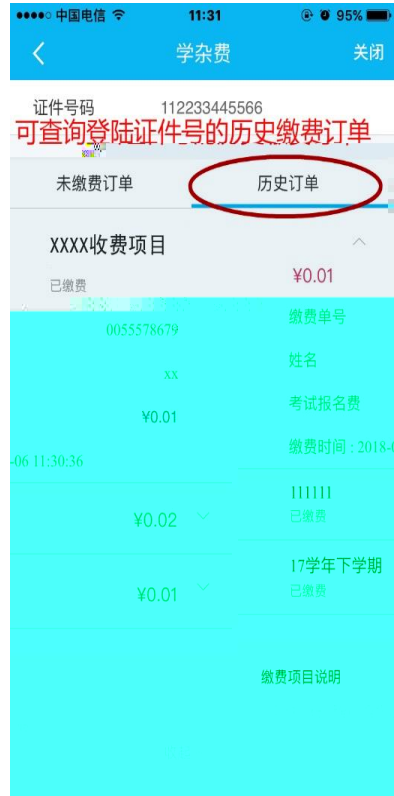 中国电信 11:31 95%
学杂费 关闭
证件号码 112233445566
可查询登陆证件号的历史缴费订单
未缴费订单 历史订单
XXXX收费项目
已缴费 ¥0.01
0055578679 缴费单号
xx 姓名
¥0.01 考试报名费
-06 11:30:36 缴费时间 : 2018-0
111111
¥0.02 已缴费
17学年下学期
¥0.01 已缴费
缴费项目说明